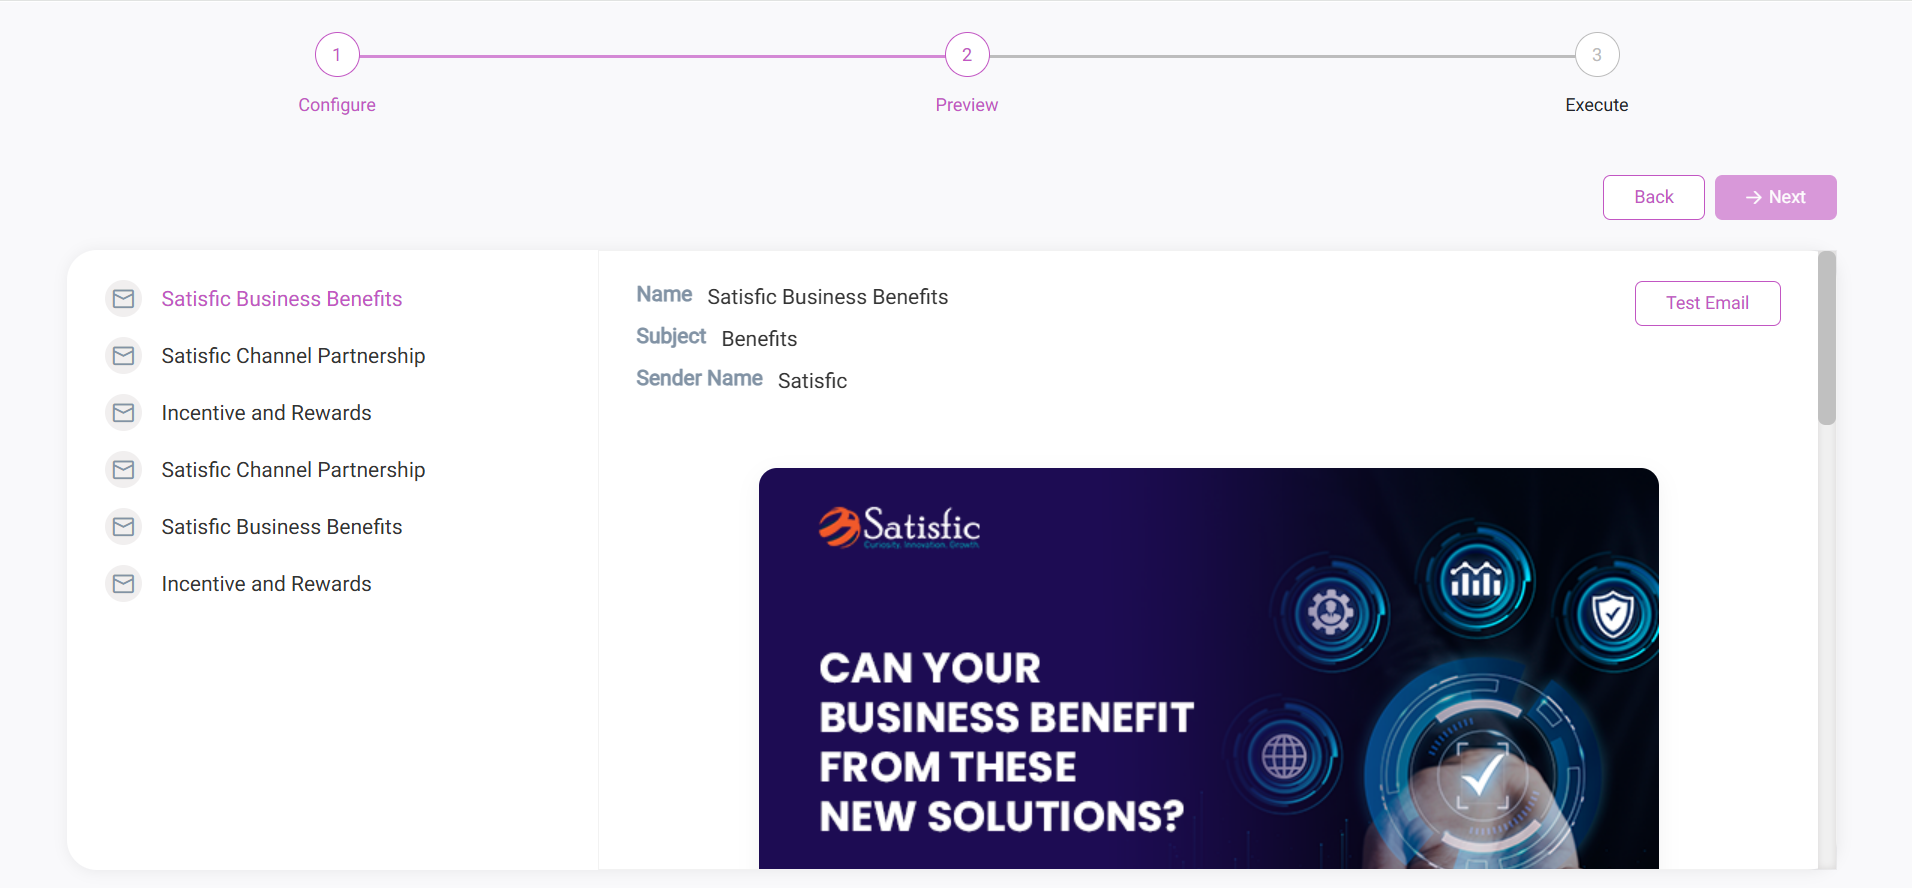 1
2
3
Configure
Preview
Execute
Back
Next
Satisfic Business Benefits
Satisfic Channel Partnership
Incentive and Rewards
Satisfic Channel Partnership
Satisfic Business Benefits
Incentive and Rewards
Name Satisfic Business Benefits
Subject Benefits
Sender Name Satisfic
Test Email
Satisfic
Curiosity. Innovation. Growth.
CAN YOUR
BUSINESS BENEFIT
FROM THESE
NEW SOLUTIONS?